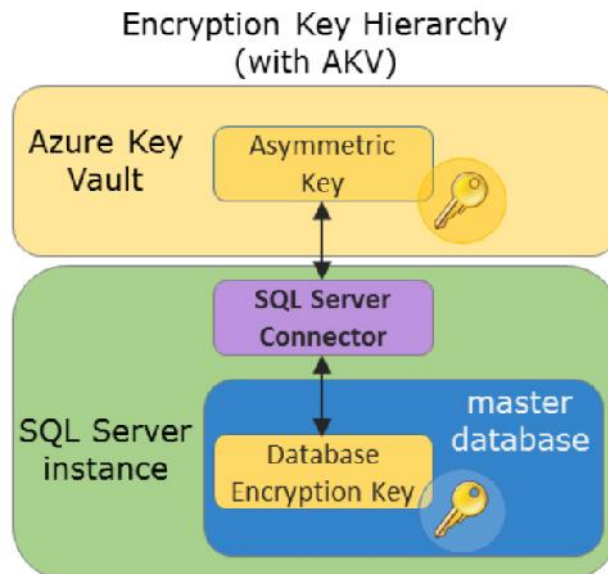 Encryption Key Hierarchy
(with AKV)
Azure Key
Vault
Asymmetric
Key
SQL Server
Connector
SQL Server
instance
master
database
Database
Encryption Key